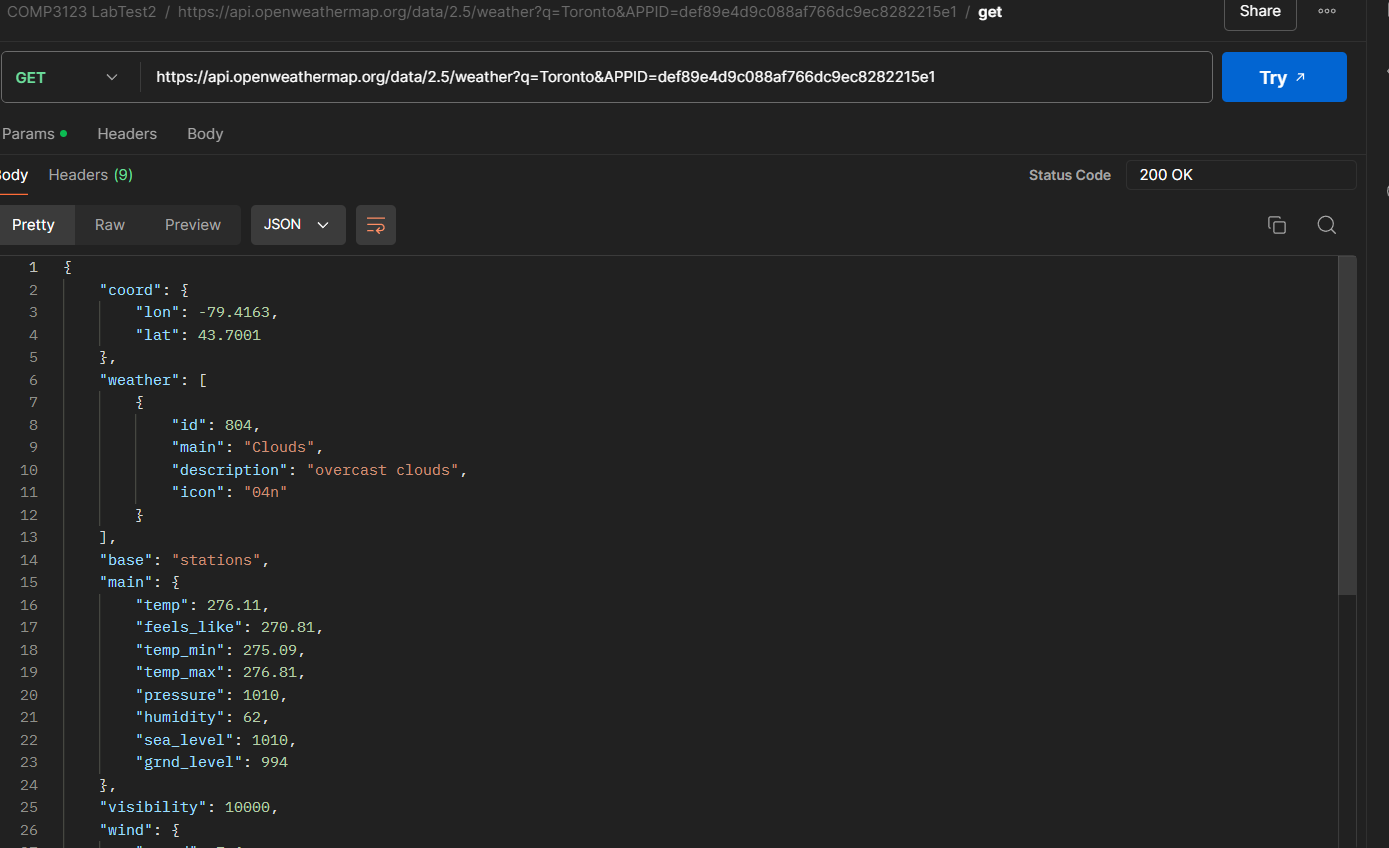 COMP3123 LabTest2 / https://api.openweathermap.org/data/2.5/weather?q=Toronto&APPID=def89e4d9c088af766dc9ec8282215e1 / get
Share
GET https://api.openweathermap.org/data/2.5/weather?q=Toronto&APPID=def89e4d9c088af766dc9ec8282215e1
Try
Params Headers Body
Body Headers (9) Status Code 200 OK
Pretty Raw Preview JSON
1 {
2 "coord": {
3 "lon": -79.4163,
4 "lat": 43.7001
5 },
6 "weather": [
7 {
8 "id": 804,
9 "main": "Clouds",
10 "description": "overcast clouds",
11 "icon": "04n"
12 }
13 ],
14 "base": "stations",
15 "main": {
16 "temp": 276.11,
17 "feels_like": 270.81,
18 "temp_min": 275.09,
19 "temp_max": 276.81,
20 "pressure": 1010,
21 "humidity": 62,
22 "sea_level": 1010,
23 "grnd_level": 994
24 },
25 "visibility": 10000,
26 "wind": {